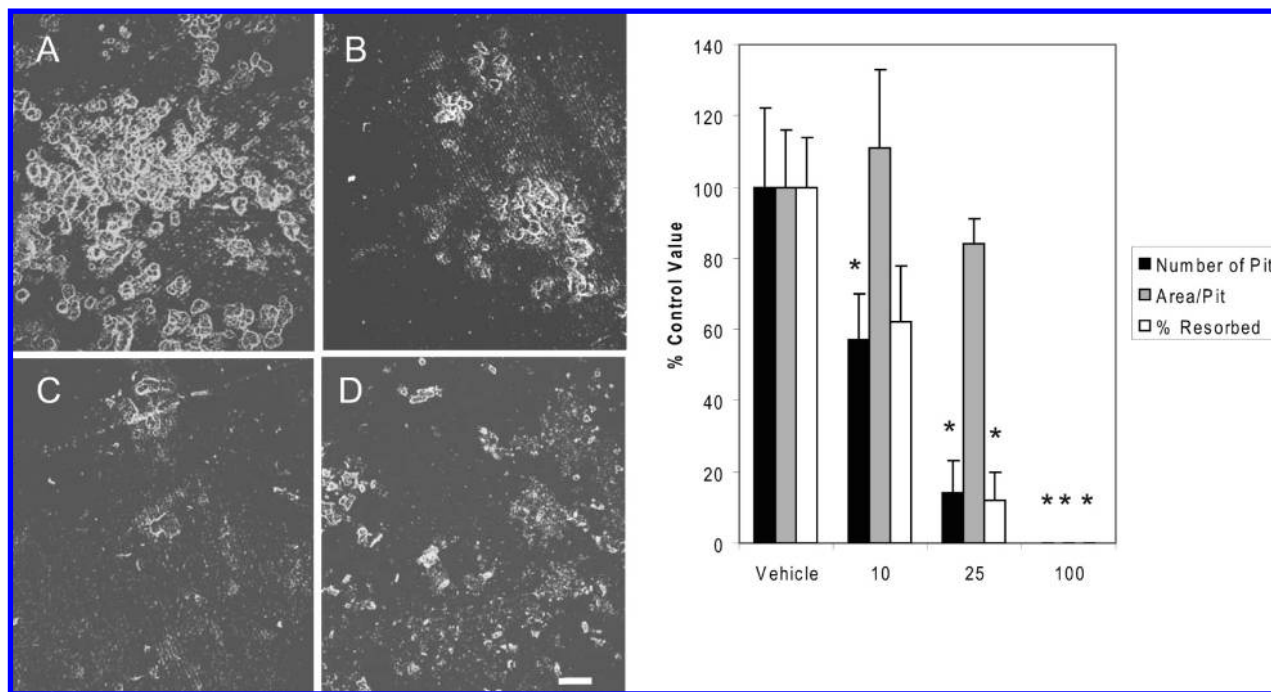 A
B
C
D
% Control Value
140
120
100
80
60
40
20
0
*
*
*
* * *
Vehicle 10 25 100
Number of Pit
Area/Pit
% Resorbed